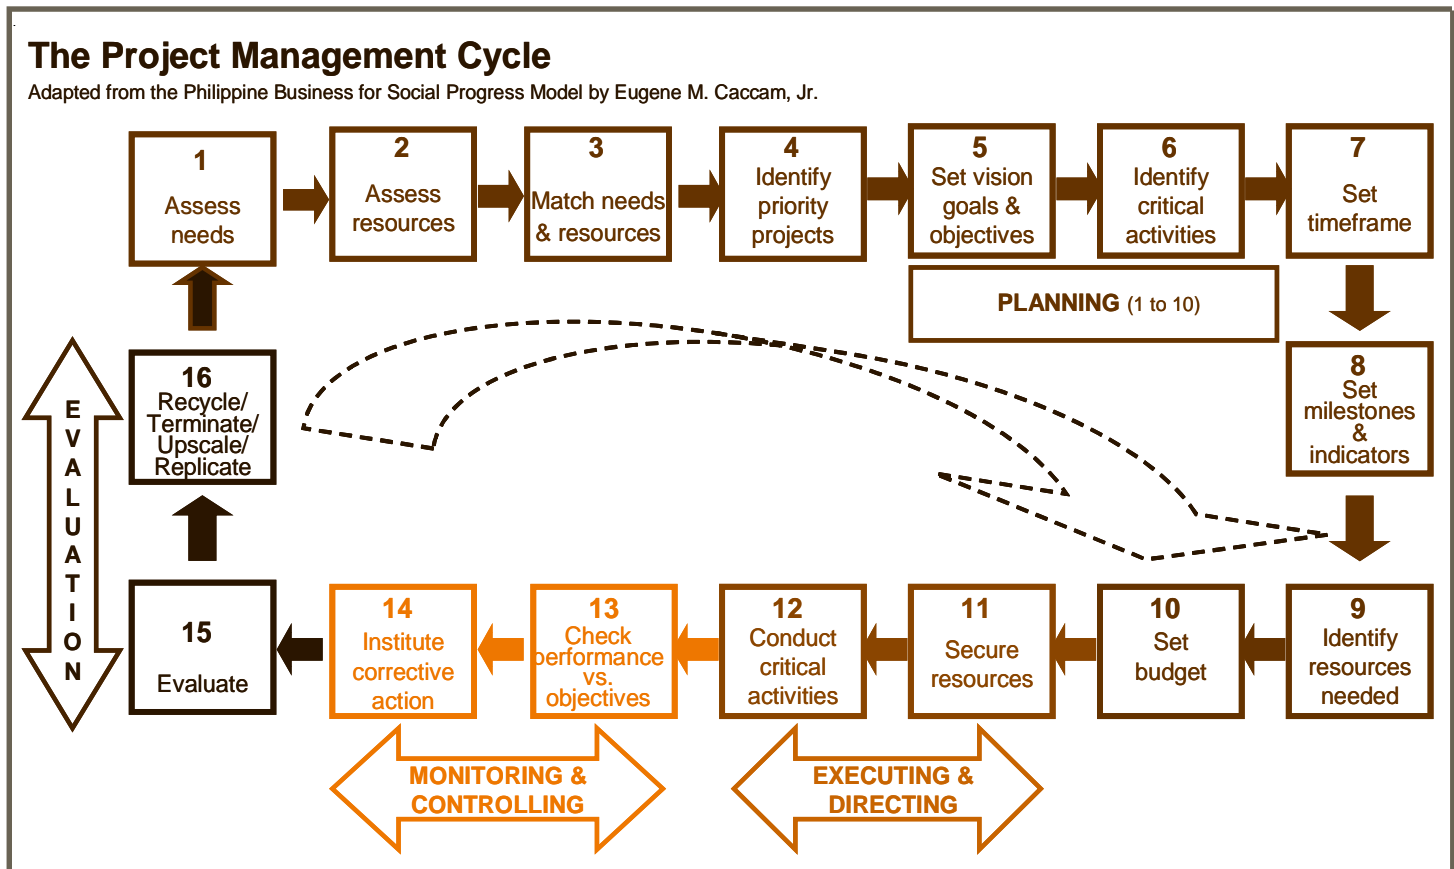 The Project Management Cycle
Adapted from the Philippine Business for Social Progress Model by Eugene M. Caccam, Jr.
1
Assess
needs
2
Assess
resources
3
Match needs
& resources
4
Identify
priority
projects
5
Set vision
goals &
objectives
6
Identify
critical
activities
7
Set
timeframe
PLANNING (1 to 10)
8
Set
milestones
&
indicators
9
Identify
resources
needed
10
Set
budget
11
Secure
resources
12
Conduct
critical
activities
EXECUTING &
DIRECTING
13
Check
performance
vs.
objectives
14
Institute
corrective
action
MONITORING &
CONTROLLING
15
Evaluate
16
Recycle/
Terminate/
Upscale/
Replicate
EVALUATION